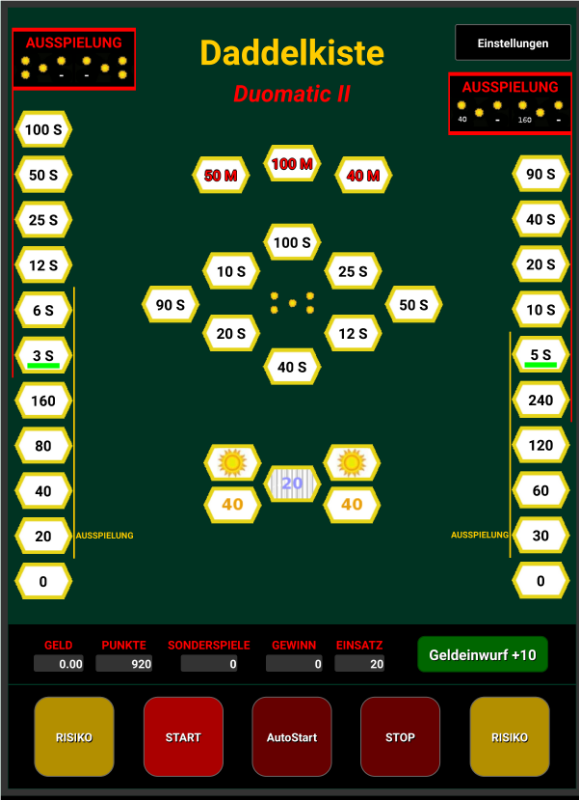 AUSSPIELUNG
- -
Daddelkiste
Einstellungen
Duomatic II
AUSSPIELUNG
40 - 160 -
100 S
50 S
25 S
12 S
6 S
3 S
160
80
40
20
AUSSPIELUNG
0
50 M
100 M
40 M
100 S
10 S
25 S
90 S
50 S
20 S
12 S
40 S
20
40
40
90 S
40 S
20 S
10 S
5 S
240
120
60
AUSSPIELUNG
30
0
GELD PUNKTE SONDERSPIELE GEWINN EINSATZ
0.00 920 0 0 20
Geldeinwurf +10
RISIKO
START
AutoStart
STOP
RISIKO